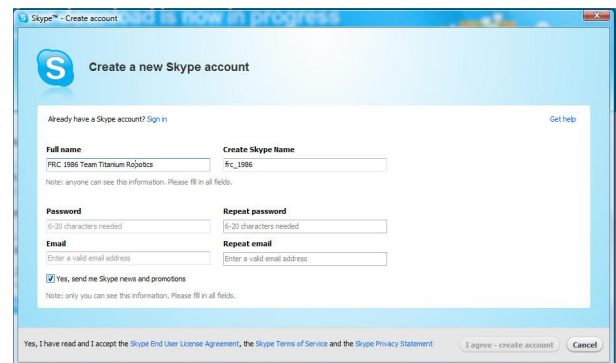 download is now in progress
Skype™ - Create account
S
Create a new Skype account
Already have a Skype account? Sign in
Get help
Full name
Create Skype Name
FRC 1986 Team Titanium Robotics
frc_1986
Note: anyone can see this information. Please fill in all fields.
Password
Repeat password
6-20 characters needed
6-20 characters needed
Email
Repeat email
Enter a valid email address
Enter a valid email address
Yes, send me Skype news and promotions
Note: only you can see this information. Please fill in all fields.
Yes, I have read and I accept the Skype End User License Agreement, the Skype Terms of Service and the Skype Privacy Statement
I agree - create account
Cancel